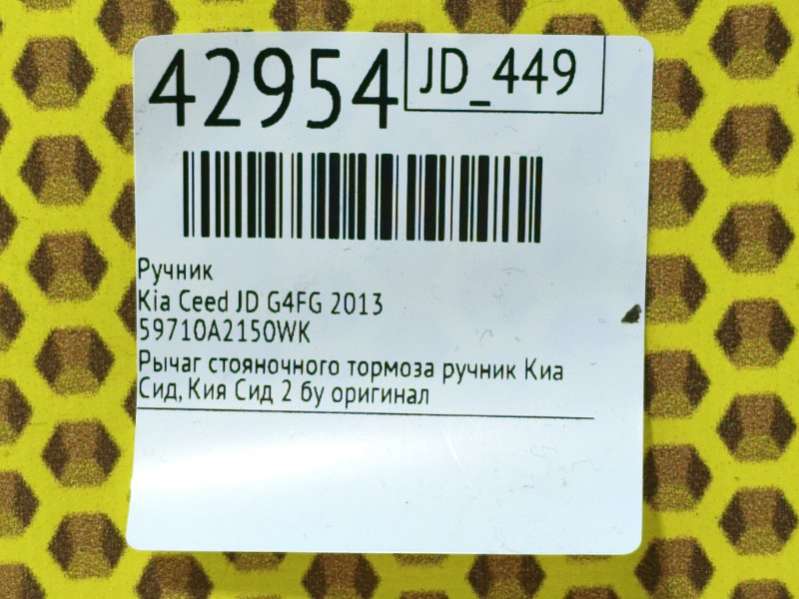 42954
JD_449
Ручник
Kia Ceed JD G4FG 2013
59710A2150WK
Рычаг стояночного тормоза ручник Киа
Сид, Кия Сид 2 бу оригинал